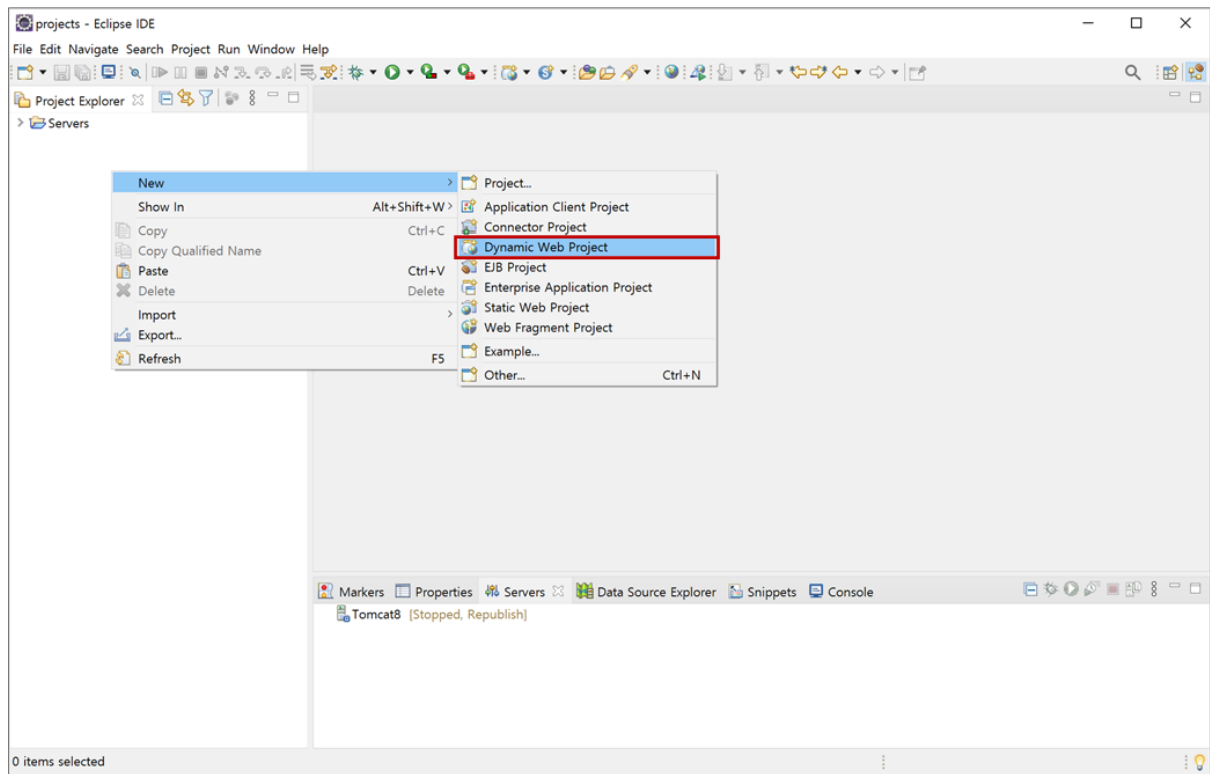 projects - Eclipse IDE
File Edit Navigate Search Project Run Window Help
Project Explorer
Servers
New
Show In Alt+Shift+W
Copy Ctrl+C
Copy Qualified Name
Paste Ctrl+V
Delete Delete
Import
Export...
Refresh F5
Project...
Application Client Project
Connector Project
Dynamic Web Project
EJB Project
Enterprise Application Project
Static Web Project
Web Fragment Project
Example...
Other... Ctrl+N
Markers Properties Servers Data Source Explorer Snippets Console
Tomcat8 [Stopped, Republish]
0 items selected